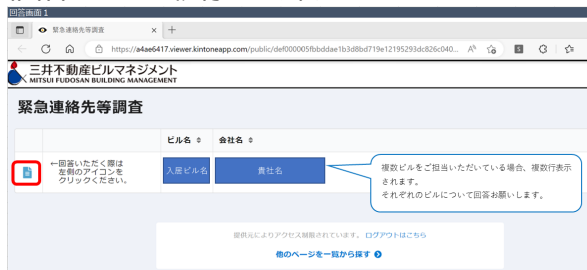 回答画面1
緊急連絡先等調査
https://a4ae6417.viewer.kintoneapp.com/public/def000005fbbddae1b3d8bd719e12195293dc826c040...
三井不動産ビルマネジメント
MITSUI FUDOSAN BUILDING MANAGEMENT
緊急連絡先等調査
ビル名 会社名
←回答いただく際は
左側のアイコンを
クリックください。
入居ビル名 貴社名
複数ビルをご担当いただいている場合、複数行表示
されます。
それぞれのビルについて回答お願いします。
提供元によりアクセス制限されています。 ログアウトはこちら
他のページを一覧から探す